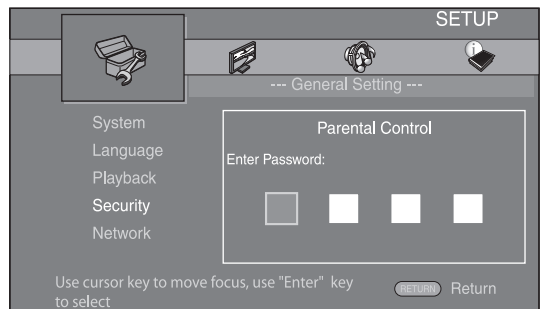 SETUP
--- General Setting ---
System
Language
Playback
Security
Network
Parental Control
Enter Password:
Use cursor key to move focus, use "Enter" key
to select
RETURN Return